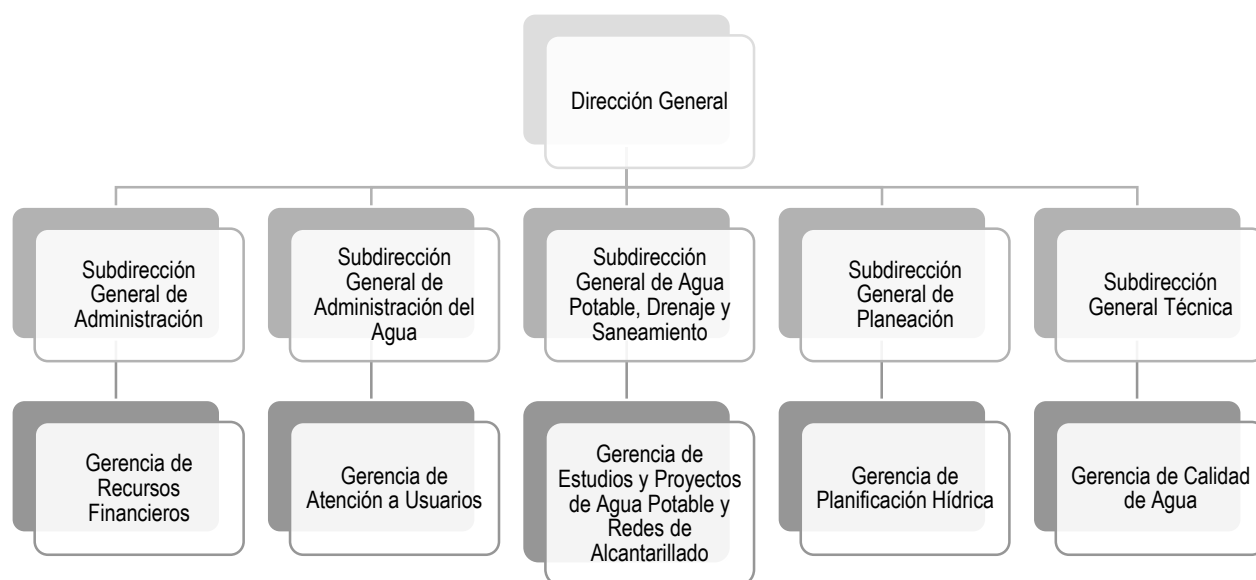 Dirección General
Subdirección
General de
Administración
Subdirección
General de
Administración del
Agua
Subdirección
General de Agua
Potable, Drenaje y
Saneamiento
Subdirección
General de
Planeación
Subdirección
General Técnica
Gerencia de
Recursos
Financieros
Gerencia de
Atención a Usuarios
Gerencia de
Estudios y Proyectos
de Agua Potable y
Redes de
Alcantarillado
Gerencia de
Planificación Hídrica
Gerencia de Calidad
de Agua